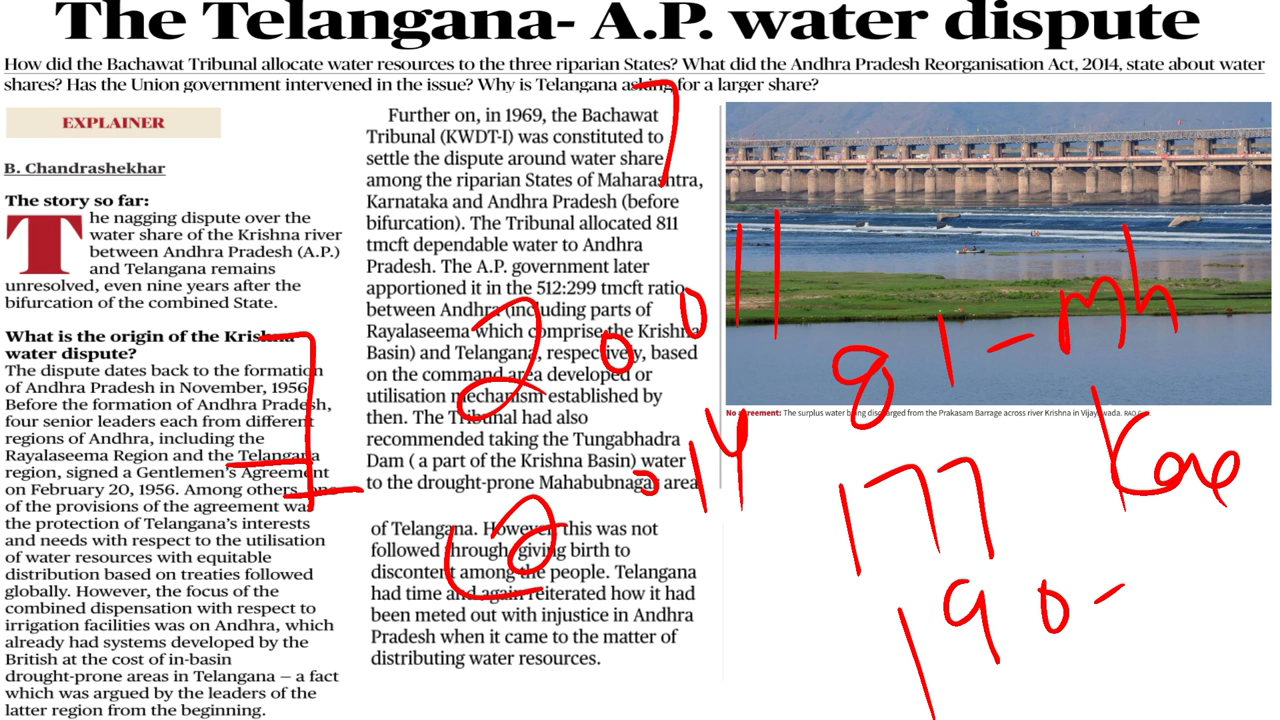 The Telangana- A.P. water dispute
How did the Bachawat Tribunal allocate water resources to the three riparian States? What did the Andhra Pradesh Reorganisation Act, 2014, state about water
shares? Has the Union government intervened in the issue? Why is Telangana asking for a larger share?
EXPLAINER
B. Chandrashekhar
The story so far:
The nagging dispute over the
water share of the Krishna river
between Andhra Pradesh (A.P.)
and Telangana remains
unresolved, even nine years after the
bifurcation of the combined State.
What is the origin of the Krishna
water dispute?
The dispute dates back to the formation
of Andhra Pradesh in November, 1956.
Before the formation of Andhra Pradesh,
four senior leaders each from different
regions of Andhra, including the
Rayalaseema Region and the Telangana
region, signed a Gentlemen's Agreement
on February 20, 1956. Among others, one
of the provisions of the agreement was
the protection of Telangana's interests
and needs with respect to the utilisation
of water resources with equitable
distribution based on treaties followed
globally. However, the focus of the
combined dispensation with respect to
irrigation facilities was on Andhra, which
already had systems developed by the
British at the cost of in-basin
drought-prone areas in Telangana — a fact
which was argued by the leaders of the
latter region from the beginning.
Further on, in 1969, the Bachawat
Tribunal (KWDT-I) was constituted to
settle the dispute around water share
among the riparian States of Maharashtra,
Karnataka and Andhra Pradesh (before
bifurcation). The Tribunal allocated 811
tmcft dependable water to Andhra
Pradesh. The A.P. government later
apportioned it in the 512:299 tmcft ratio
between Andhra (including parts of
Rayalaseema which comprise the Krishna
Basin) and Telangana, respectively, based
on the command area developed or
utilisation mechanism established by
then. The Tribunal had also
recommended taking the Tungabhadra
Dam ( a part of the Krishna Basin) water
to the drought-prone Mahabubnagar area
of Telangana. However, this was not
followed through, giving birth to
discontent among the people. Telangana
had time and again reiterated how it had
been meted out with injustice in Andhra
Pradesh when it came to the matter of
distributing water resources.
No agreement: The surplus water being discharged from the Prakasam Barrage across river Krishna in Vijayawada.
81 - mh
177
190 -
2014